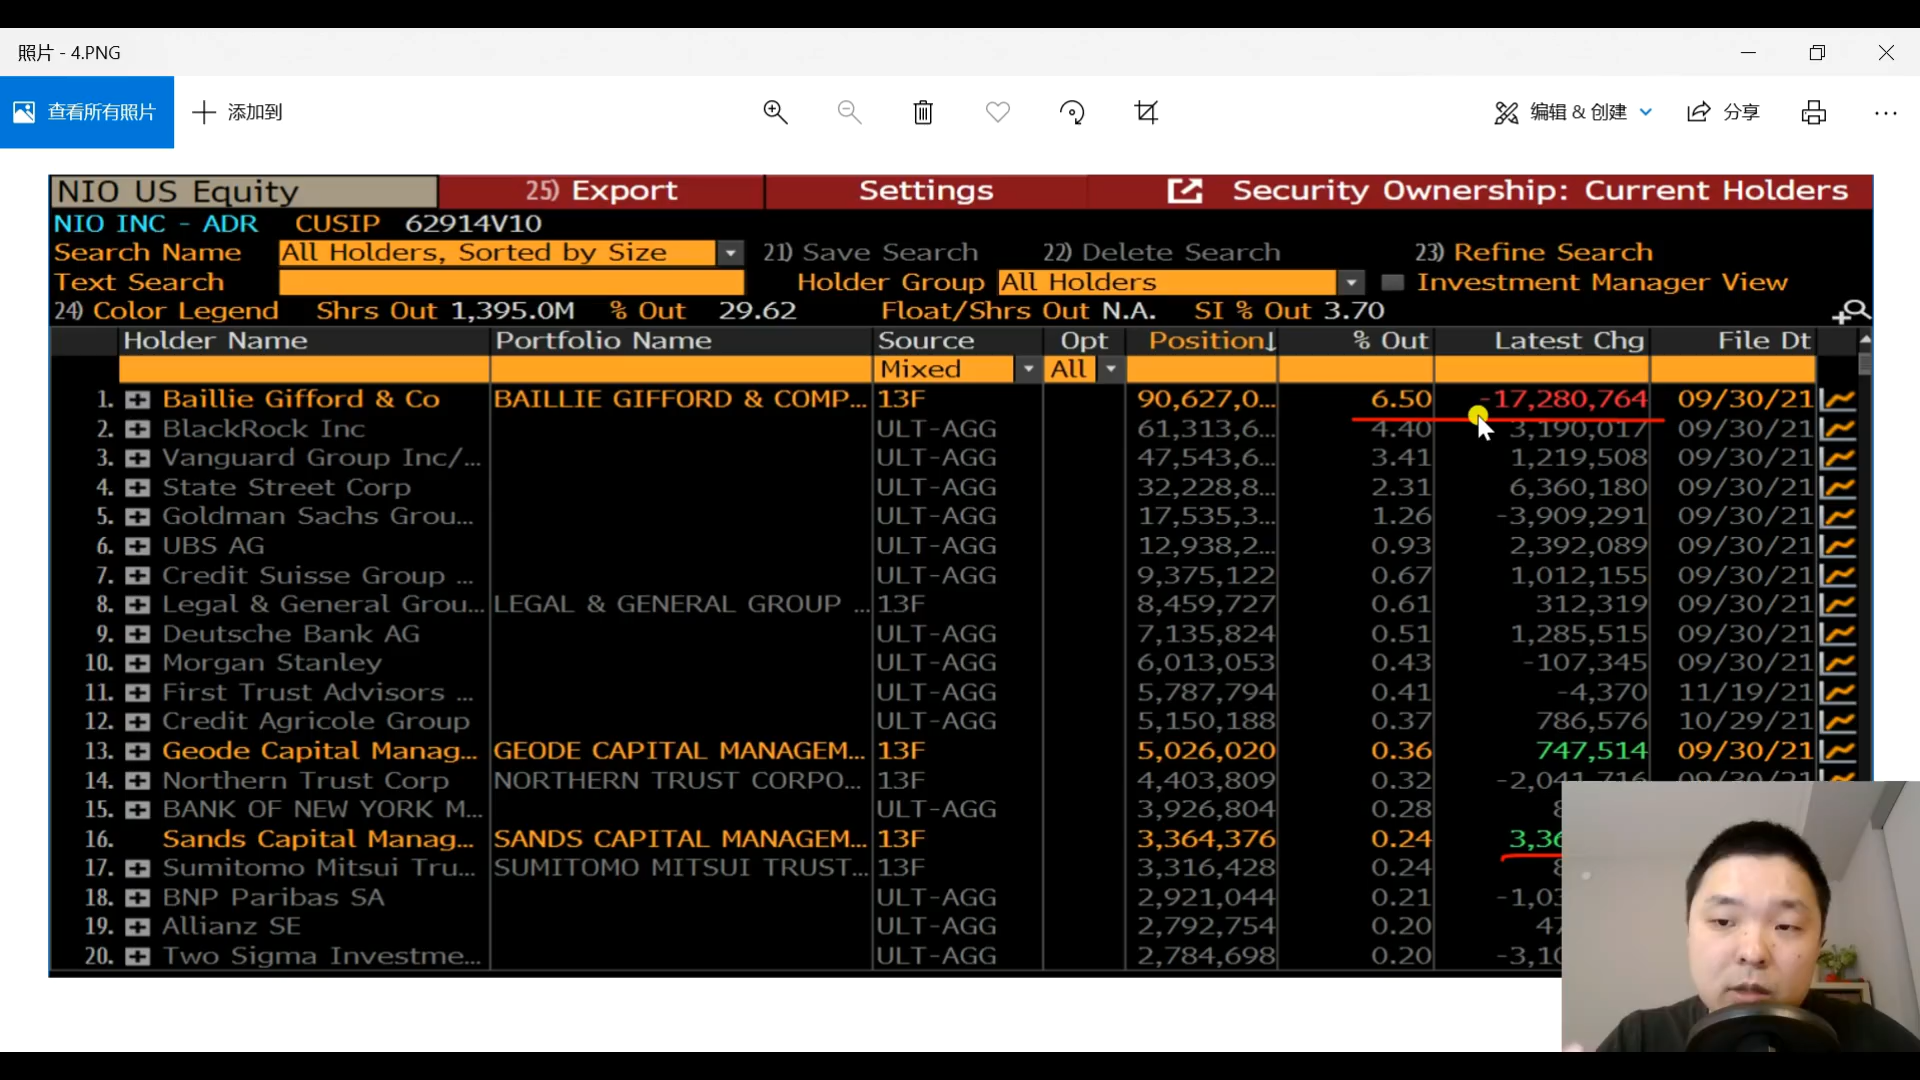 照片 - 4.PNG
查看所有照片 添加到 编辑 & 创建 分享
NIO US Equity 25) Export Settings Security Ownership: Current Holders
NIO INC - ADR CUSIP 62914V10
Search Name All Holders, Sorted by Size 21) Save Search 22) Delete Search 23) Refine Search
Text Search Holder Group All Holders Investment Manager View
24) Color Legend Shrs Out 1,395.0M % Out 29.62 Float/Shrs Out N.A. SI % Out 3.70
Holder Name Portfolio Name Source Opt Position↓ % Out Latest Chg File Dt
Mixed All
1. Baillie Gifford & Co BAILLIE GIFFORD & COMP... 13F 90,627,0... 6.50 -17,280,764 09/30/21
2. BlackRock Inc ULT-AGG 61,313,6... 4.40 3,190,017 09/30/21
3. Vanguard Group Inc/... ULT-AGG 47,543,6... 3.41 1,219,508 09/30/21
4. State Street Corp ULT-AGG 32,228,8... 2.31 6,360,180 09/30/21
5. Goldman Sachs Grou... ULT-AGG 17,535,3... 1.26 -3,909,291 09/30/21
6. UBS AG ULT-AGG 12,938,2... 0.93 2,392,089 09/30/21
7. Credit Suisse Group ... ULT-AGG 9,375,122 0.67 1,012,155 09/30/21
8. Legal & General Grou... LEGAL & GENERAL GROUP ... 13F 8,459,727 0.61 312,319 09/30/21
9. Deutsche Bank AG ULT-AGG 7,135,824 0.51 1,285,515 09/30/21
10. Morgan Stanley ULT-AGG 6,013,053 0.43 -107,345 09/30/21
11. First Trust Advisors ... ULT-AGG 5,787,794 0.41 -4,370 11/19/21
12. Credit Agricole Group ULT-AGG 5,150,188 0.37 786,576 10/29/21
13. Geode Capital Manag... GEODE CAPITAL MANAGEM... 13F 5,026,020 0.36 747,514 09/30/21
14. Northern Trust Corp NORTHERN TRUST CORPO... 13F 4,403,809 0.32 -2,041,716 09/30/21
15. BANK OF NEW YORK M... ULT-AGG 3,926,804 0.28
16. Sands Capital Manag... SANDS CAPITAL MANAGEM... 13F 3,364,376 0.24 3,36
17. Sumitomo Mitsui Tru... SUMITOMO MITSUI TRUST... 13F 3,316,428 0.24
18. BNP Paribas SA ULT-AGG 2,921,044 0.21 -1,03
19. Allianz SE ULT-AGG 2,792,754 0.20 47
20. Two Sigma Investme... ULT-AGG 2,784,698 0.20 -3,10